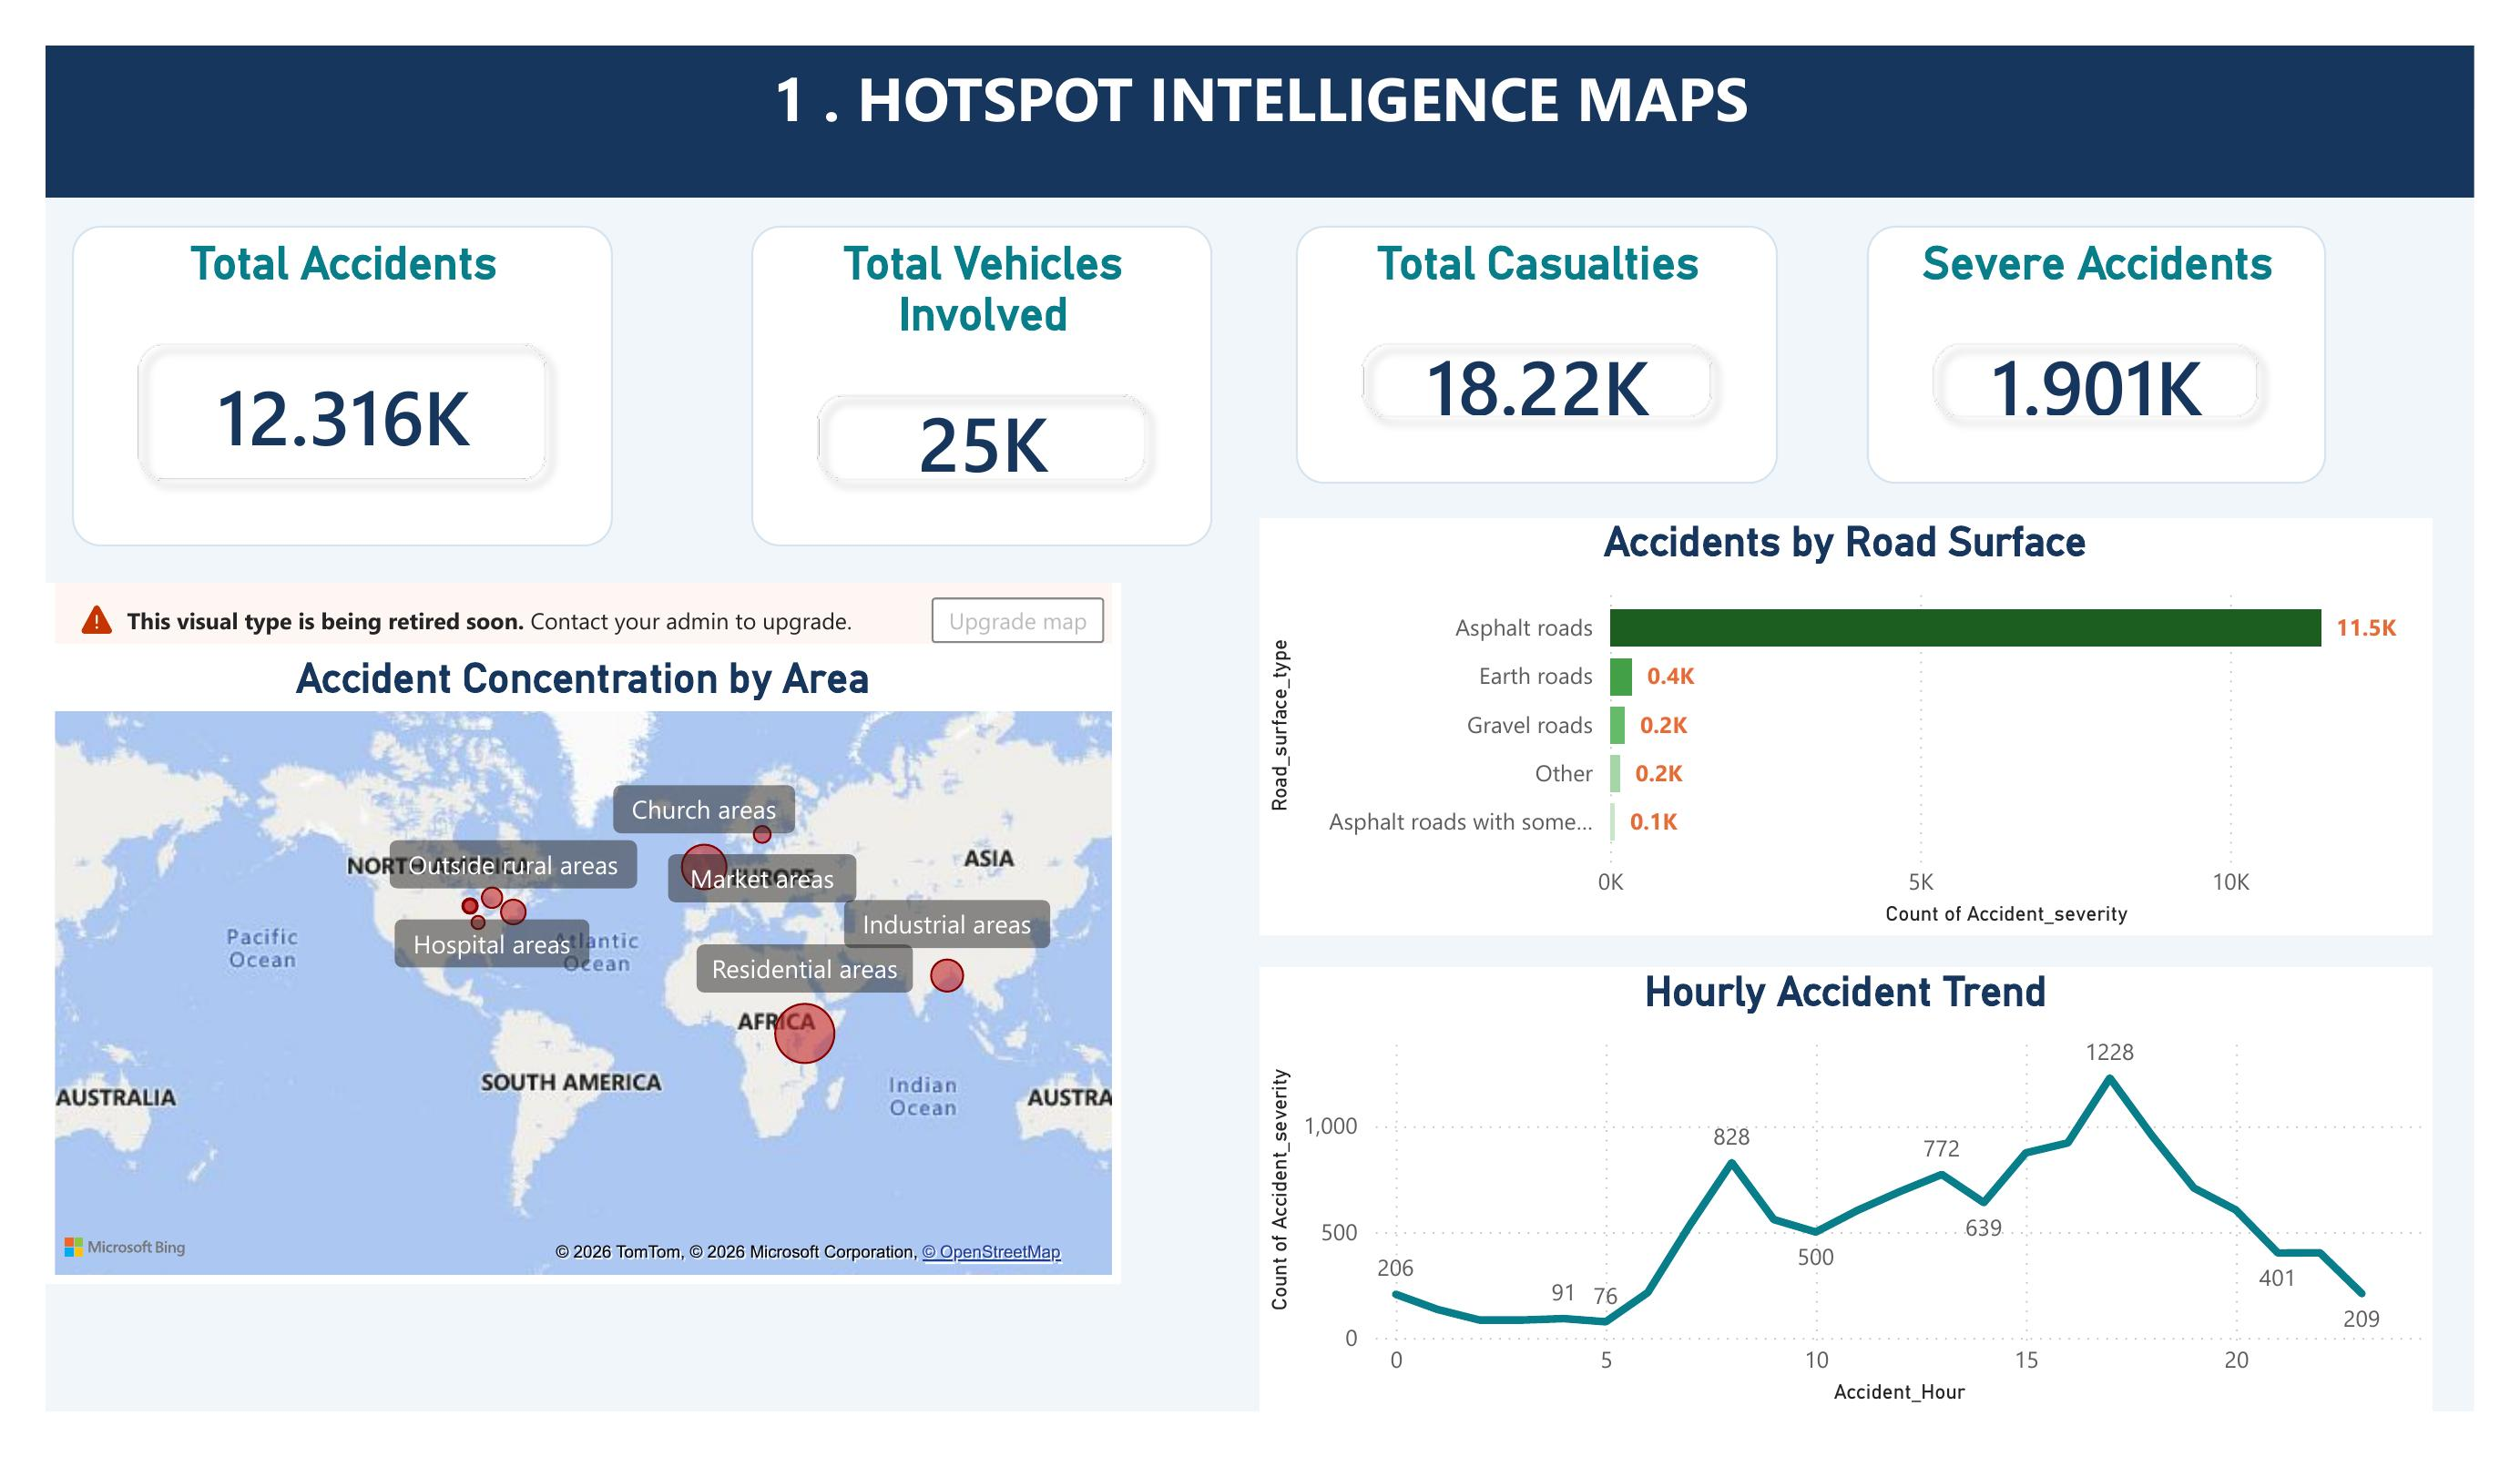 1 . HOTSPOT INTELLIGENCE MAPS
Total Accidents
12.316K
Total Vehicles
Involved
25K
Total Casualties
18.22K
Severe Accidents
1.901K
This visual type is being retired soon. Contact your admin to upgrade.
Upgrade map
Accident Concentration by Area
Church areas
NORTH AMERICA
Outside rural areas
EUROPE
Market areas
ASIA
Industrial areas
Pacific
Ocean
Hospital areas
Atlantic
Ocean
Residential areas
AFRICA
SOUTH AMERICA
Indian
Ocean
AUSTRALIA
AUSTRA
Microsoft Bing
© 2026 TomTom, © 2026 Microsoft Corporation, © OpenStreetMap
Accidents by Road Surface
Road_surface_type
Asphalt roads
11.5K
Earth roads
0.4K
Gravel roads
0.2K
Other
0.2K
Asphalt roads with some...
0.1K
0K
5K
10K
Count of Accident_severity
Hourly Accident Trend
Count of Accident_severity
1,000
500
0
206
91
76
828
500
772
639
1228
401
209
0
5
10
15
20
Accident_Hour